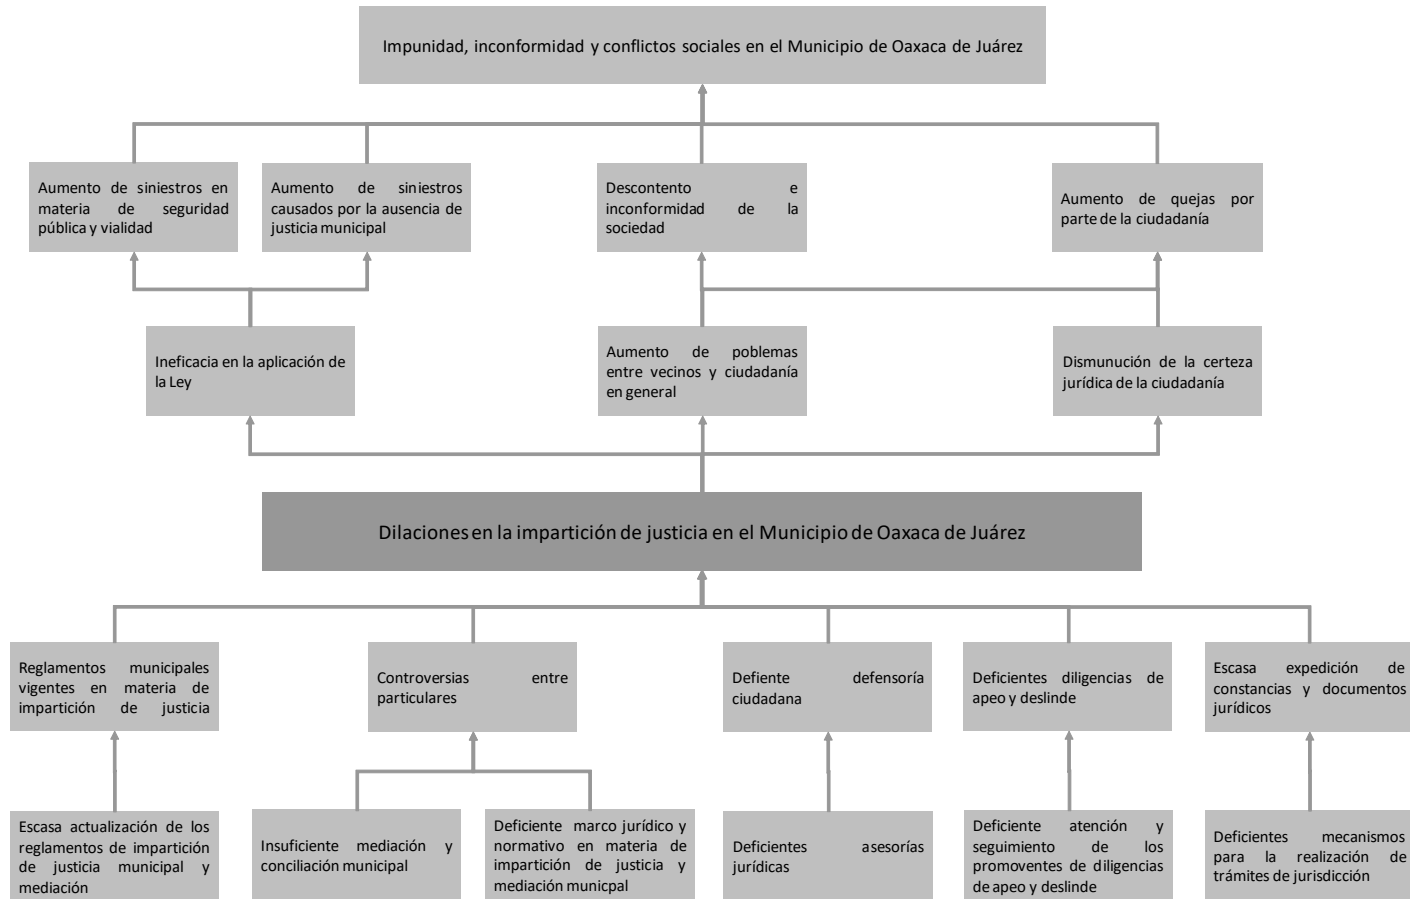 Impunidad, inconformidad y conflictos sociales en el Municipio de Oaxaca de Juárez
Aumento de siniestros en
materia de seguridad
pública y vialidad
Aumento de siniestros
causados por la ausencia de
justicia municipal
Descontento e
inconformidad de la
sociedad
Aumento de quejas por
parte de la ciudadanía
Ineficacia en la aplicación de
la Ley
Aumento de poblemas
entre vecinos y ciudadanía
en general
Dismunución de la certeza
jurídica de la ciudadanía
Dilaciones en la impartición de justicia en el Municipio de Oaxaca de Juárez
Reglamentos municipales
vigentes en materia de
impartición de justicia
Controversias entre
particulares
Defiente defensoría
ciudadana
Deficientes diligencias de
apeo y deslinde
Escasa expedición de
constancias y documentos
jurídicos
Escasa actualización de los
reglamentos de impartición
de justicia municipal y
mediación
Insuficiente mediación y
conciliación municipal
Deficiente marco jurídico y
normativo en materia de
impartición de justicia y
mediación municpal
Deficientes asesorías
jurídicas
Deficiente atención y
seguimiento de los
promoventes de diligencias
de apeo y deslinde
Deficientes mecanismos
para la realización de
trámites de jurisdicción